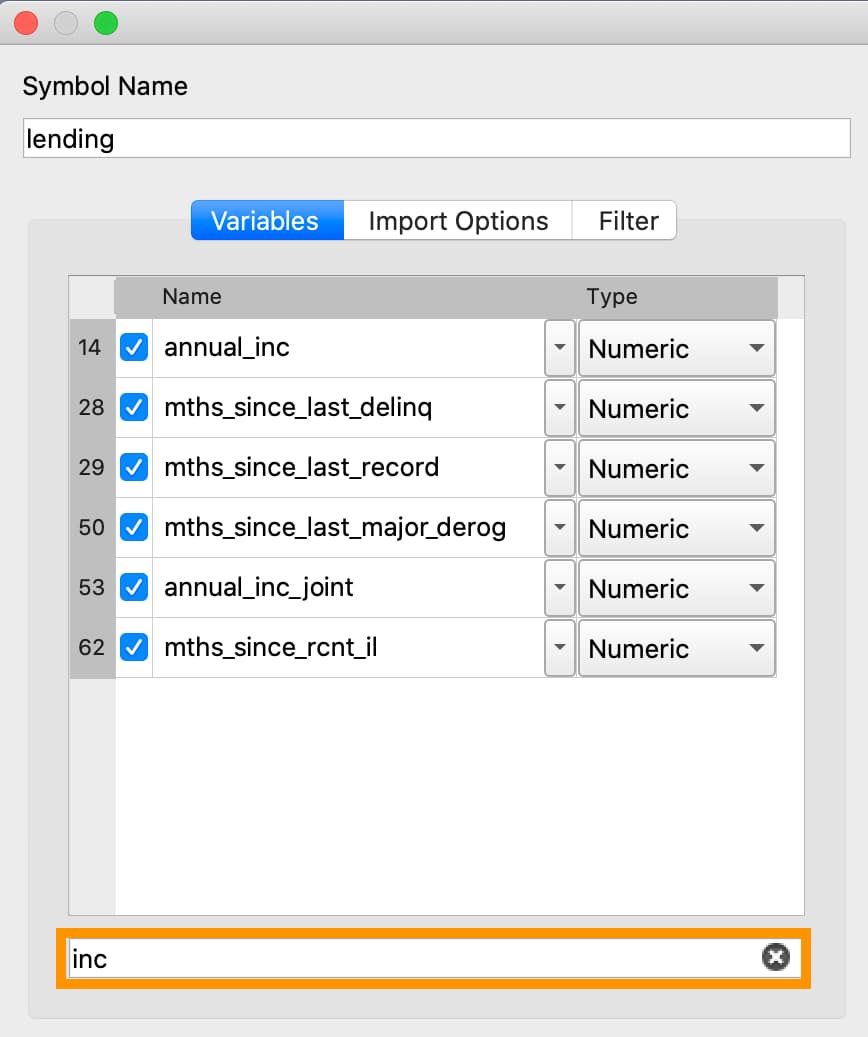 Symbol Name
lending
Variables Import Options Filter
Name Type
14 annual_inc Numeric
28 mths_since_last_delinq Numeric
29 mths_since_last_record Numeric
50 mths_since_last_major_derog Numeric
53 annual_inc_joint Numeric
62 mths_since_rcnt_il Numeric
inc